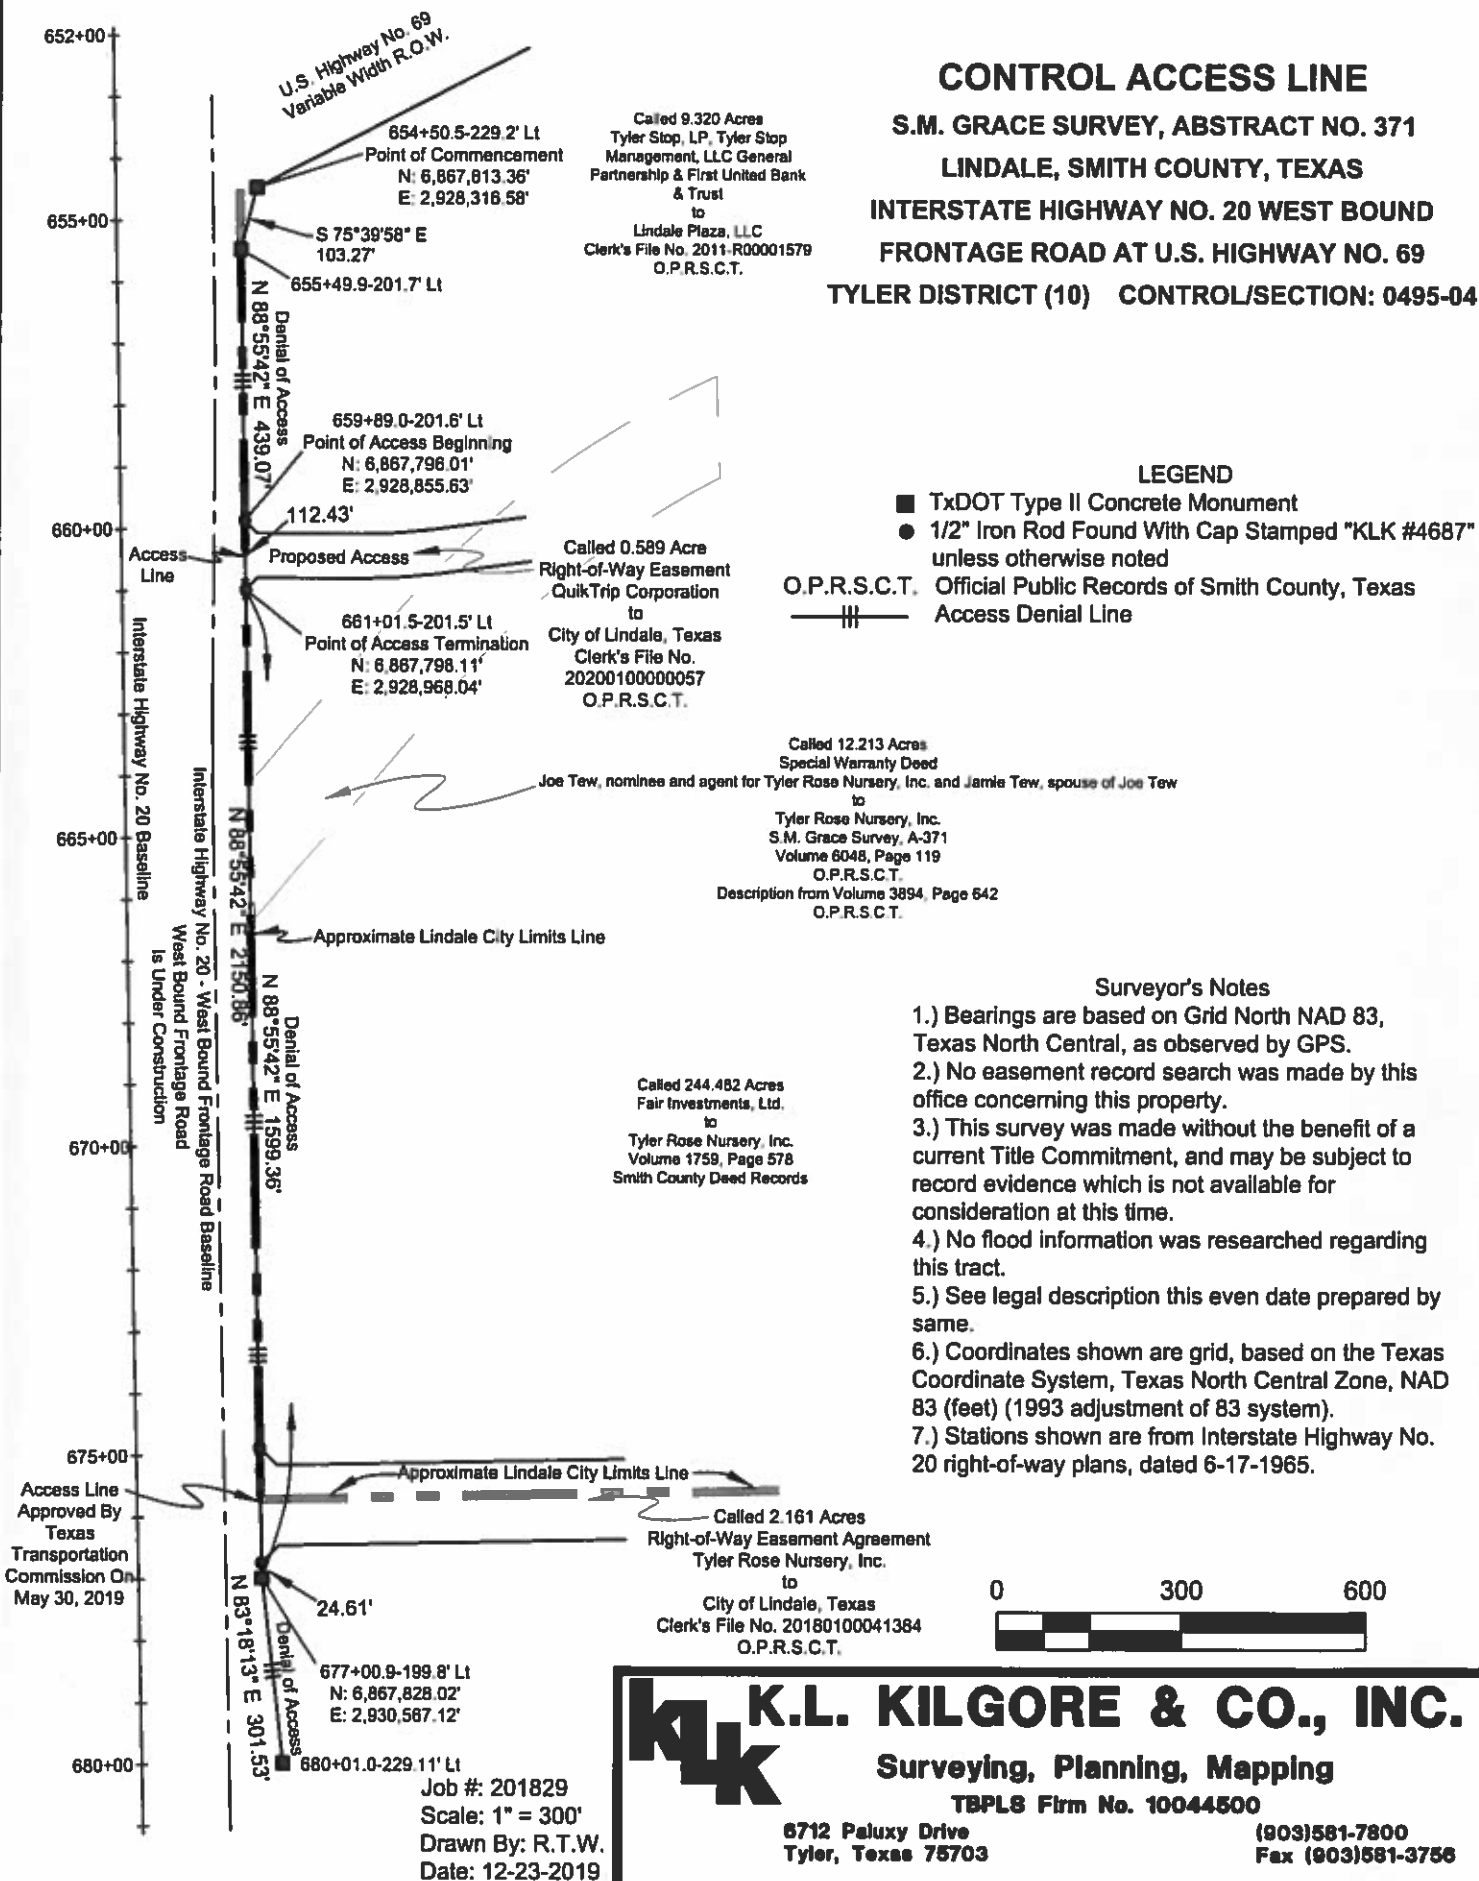 CONTROL ACCESS LINE
S.M. GRACE SURVEY, ABSTRACT NO. 371
LINDALE, SMITH COUNTY, TEXAS
INTERSTATE HIGHWAY NO. 20 WEST BOUND
FRONTAGE ROAD AT U.S. HIGHWAY NO. 69
TYLER DISTRICT (10) CONTROL/SECTION: 0495-04
652+00
655+00
660+00
665+00
670+00
675+00
680+00
U.S. Highway No. 69
Variable Width R.O.W.
654+50.5-229.2' Lt
Point of Commencement
N: 6,867,813.36'
E: 2,928,316.58'
S 75°39'58" E
103.27'
655+49.9-201.7' Lt
Called 9.320 Acres
Tyler Stop, LP, Tyler Stop
Management, LLC General
Partnership & First United Bank
& Trust
to
Lindale Plaza, LLC
Clerk's File No. 2011-R00001579
O.P.R.S.C.T.
Denial of Access
N 88°55'42" E 439.07'
659+89.0-201.6' Lt
Point of Access Beginning
N: 6,867,796.01'
E: 2,928,855.63'
112.43'
Access
Line
Proposed Access
661+01.5-201.5' Lt
Point of Access Termination
N: 6,867,798.11'
E: 2,928,968.04'
Called 0.589 Acre
Right-of-Way Easement
QuikTrip Corporation
to
City of Lindale, Texas
Clerk's File No.
20200100000057
O.P.R.S.C.T.
LEGEND
TxDOT Type II Concrete Monument
1/2" Iron Rod Found With Cap Stamped "KLK #4687"
unless otherwise noted
O.P.R.S.C.T. Official Public Records of Smith County, Texas
Access Denial Line
Interstate Highway No. 20 Baseline
Interstate Highway No. 20 - West Bound Frontage Road Baseline
West Bound Frontage Road
Is Under Construction
N 88°55'42" E 2150.86'
Called 12.213 Acres
Special Warranty Deed
Joe Tew, nominee and agent for Tyler Rose Nursery, Inc. and Jamie Tew, spouse of Joe Tew
to
Tyler Rose Nursery, Inc.
S.M. Grace Survey, A-371
Volume 6048, Page 119
O.P.R.S.C.T.
Description from Volume 3894, Page 642
O.P.R.S.C.T.
Approximate Lindale City Limits Line
Denial of Access
N 88°55'42" E 1599.36'
Called 244.482 Acres
Fair Investments, Ltd.
to
Tyler Rose Nursery, Inc.
Volume 1759, Page 578
Smith County Deed Records
Surveyor's Notes
1.) Bearings are based on Grid North NAD 83,
Texas North Central, as observed by GPS.
2.) No easement record search was made by this
office concerning this property.
3.) This survey was made without the benefit of a
current Title Commitment, and may be subject to
record evidence which is not available for
consideration at this time.
4.) No flood information was researched regarding
this tract.
5.) See legal description this even date prepared by
same.
6.) Coordinates shown are grid, based on the Texas
Coordinate System, Texas North Central Zone, NAD
83 (feet) (1993 adjustment of 83 system).
7.) Stations shown are from Interstate Highway No.
20 right-of-way plans, dated 6-17-1965.
Approximate Lindale City Limits Line
Access Line
Approved By
Texas
Transportation
Commission On
May 30, 2019
Called 2.161 Acres
Right-of-Way Easement Agreement
Tyler Rose Nursery, Inc.
to
City of Lindale, Texas
Clerk's File No. 20180100041384
O.P.R.S.C.T.
24.61'
N 83°18'13" E 301.53'
Denial of Access
677+00.9-199.8' Lt
N: 6,867,828.02'
E: 2,930,567.12'
680+01.0-229.11' Lt
0 300 600
Job #: 201829
Scale: 1" = 300'
Drawn By: R.T.W.
Date: 12-23-2019
KLK
K.L. KILGORE & CO., INC.
Surveying, Planning, Mapping
TBPLS Firm No. 10044500
6712 Paluxy Drive
Tyler, Texas 75703
(903)581-7800
Fax (903)581-3756